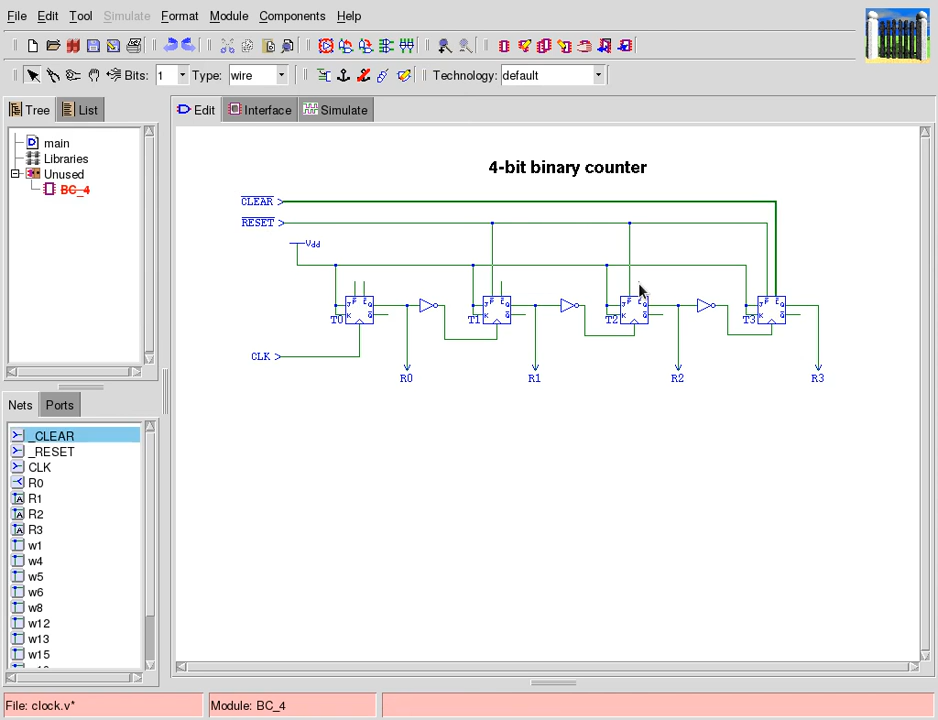 File Edit Tool Simulate Format Module Components Help
Bits: 1 Type: wire Technology: default
Tree List
Edit Interface Simulate
main
Libraries
Unused
BC_4
4-bit binary counter
CLEAR
RESET
Vdd
T0 T1 T2 T3
J P C Q J P C Q J P C Q J P C Q
K K K K
CLK
R0 R1 R2 R3
Nets Ports
_CLEAR
_RESET
CLK
R0
R1
R2
R3
w1
w4
w5
w6
w8
w12
w13
w15
File: clock.v* Module: BC_4